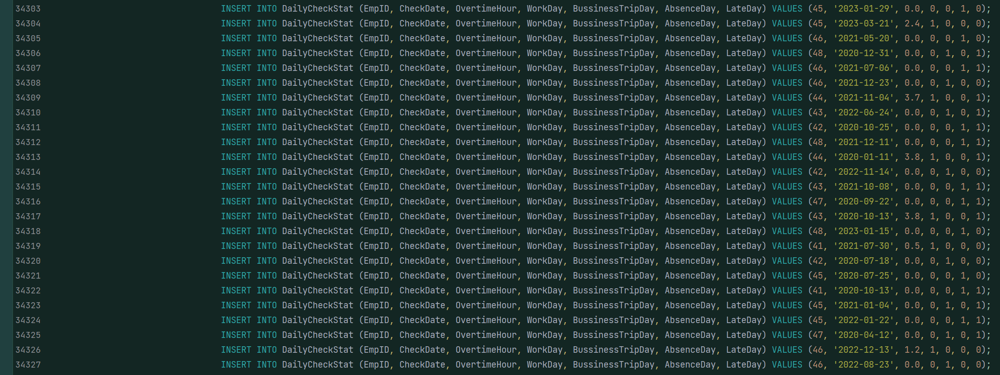 34303 INSERT INTO DailyCheckStat (EmpID, CheckDate, OvertimeHour, WorkDay, BussinessTripDay, AbsenceDay, LateDay) VALUES (45, '2023-01-29', 0.0, 0, 0, 1, 0);
34304 INSERT INTO DailyCheckStat (EmpID, CheckDate, OvertimeHour, WorkDay, BussinessTripDay, AbsenceDay, LateDay) VALUES (45, '2023-03-21', 2.4, 1, 0, 0, 0);
34305 INSERT INTO DailyCheckStat (EmpID, CheckDate, OvertimeHour, WorkDay, BussinessTripDay, AbsenceDay, LateDay) VALUES (46, '2021-05-20', 0.0, 0, 0, 1, 0);
34306 INSERT INTO DailyCheckStat (EmpID, CheckDate, OvertimeHour, WorkDay, BussinessTripDay, AbsenceDay, LateDay) VALUES (48, '2020-12-31', 0.0, 0, 1, 0, 1);
34307 INSERT INTO DailyCheckStat (EmpID, CheckDate, OvertimeHour, WorkDay, BussinessTripDay, AbsenceDay, LateDay) VALUES (46, '2021-07-06', 0.0, 0, 0, 1, 1);
34308 INSERT INTO DailyCheckStat (EmpID, CheckDate, OvertimeHour, WorkDay, BussinessTripDay, AbsenceDay, LateDay) VALUES (46, '2021-12-23', 0.0, 0, 1, 0, 0);
34309 INSERT INTO DailyCheckStat (EmpID, CheckDate, OvertimeHour, WorkDay, BussinessTripDay, AbsenceDay, LateDay) VALUES (44, '2021-11-04', 3.7, 1, 0, 0, 1);
34310 INSERT INTO DailyCheckStat (EmpID, CheckDate, OvertimeHour, WorkDay, BussinessTripDay, AbsenceDay, LateDay) VALUES (43, '2022-06-24', 0.0, 0, 1, 0, 1);
34311 INSERT INTO DailyCheckStat (EmpID, CheckDate, OvertimeHour, WorkDay, BussinessTripDay, AbsenceDay, LateDay) VALUES (42, '2020-10-25', 0.0, 0, 0, 1, 1);
34312 INSERT INTO DailyCheckStat (EmpID, CheckDate, OvertimeHour, WorkDay, BussinessTripDay, AbsenceDay, LateDay) VALUES (48, '2021-12-11', 0.0, 0, 0, 1, 1);
34313 INSERT INTO DailyCheckStat (EmpID, CheckDate, OvertimeHour, WorkDay, BussinessTripDay, AbsenceDay, LateDay) VALUES (44, '2020-01-11', 3.8, 1, 0, 0, 1);
34314 INSERT INTO DailyCheckStat (EmpID, CheckDate, OvertimeHour, WorkDay, BussinessTripDay, AbsenceDay, LateDay) VALUES (42, '2022-11-14', 0.0, 0, 1, 0, 0);
34315 INSERT INTO DailyCheckStat (EmpID, CheckDate, OvertimeHour, WorkDay, BussinessTripDay, AbsenceDay, LateDay) VALUES (43, '2021-10-08', 0.0, 0, 0, 1, 1);
34316 INSERT INTO DailyCheckStat (EmpID, CheckDate, OvertimeHour, WorkDay, BussinessTripDay, AbsenceDay, LateDay) VALUES (47, '2020-09-22', 0.0, 0, 0, 1, 1);
34317 INSERT INTO DailyCheckStat (EmpID, CheckDate, OvertimeHour, WorkDay, BussinessTripDay, AbsenceDay, LateDay) VALUES (43, '2020-10-13', 3.8, 1, 0, 0, 1);
34318 INSERT INTO DailyCheckStat (EmpID, CheckDate, OvertimeHour, WorkDay, BussinessTripDay, AbsenceDay, LateDay) VALUES (48, '2023-01-15', 0.0, 0, 0, 1, 0);
34319 INSERT INTO DailyCheckStat (EmpID, CheckDate, OvertimeHour, WorkDay, BussinessTripDay, AbsenceDay, LateDay) VALUES (41, '2021-07-30', 0.5, 1, 0, 0, 0);
34320 INSERT INTO DailyCheckStat (EmpID, CheckDate, OvertimeHour, WorkDay, BussinessTripDay, AbsenceDay, LateDay) VALUES (42, '2020-07-18', 0.0, 0, 1, 0, 0);
34321 INSERT INTO DailyCheckStat (EmpID, CheckDate, OvertimeHour, WorkDay, BussinessTripDay, AbsenceDay, LateDay) VALUES (45, '2020-07-25', 0.0, 0, 0, 1, 0);
34322 INSERT INTO DailyCheckStat (EmpID, CheckDate, OvertimeHour, WorkDay, BussinessTripDay, AbsenceDay, LateDay) VALUES (41, '2020-10-13', 0.0, 0, 0, 1, 1);
34323 INSERT INTO DailyCheckStat (EmpID, CheckDate, OvertimeHour, WorkDay, BussinessTripDay, AbsenceDay, LateDay) VALUES (45, '2021-01-04', 0.0, 0, 1, 0, 1);
34324 INSERT INTO DailyCheckStat (EmpID, CheckDate, OvertimeHour, WorkDay, BussinessTripDay, AbsenceDay, LateDay) VALUES (45, '2022-01-22', 0.0, 0, 0, 1, 1);
34325 INSERT INTO DailyCheckStat (EmpID, CheckDate, OvertimeHour, WorkDay, BussinessTripDay, AbsenceDay, LateDay) VALUES (47, '2020-04-12', 0.0, 0, 1, 0, 1);
34326 INSERT INTO DailyCheckStat (EmpID, CheckDate, OvertimeHour, WorkDay, BussinessTripDay, AbsenceDay, LateDay) VALUES (46, '2022-12-13', 1.2, 1, 0, 0, 0);
34327 INSERT INTO DailyCheckStat (EmpID, CheckDate, OvertimeHour, WorkDay, BussinessTripDay, AbsenceDay, LateDay) VALUES (46, '2022-08-23', 0.0, 0, 1, 0, 0);